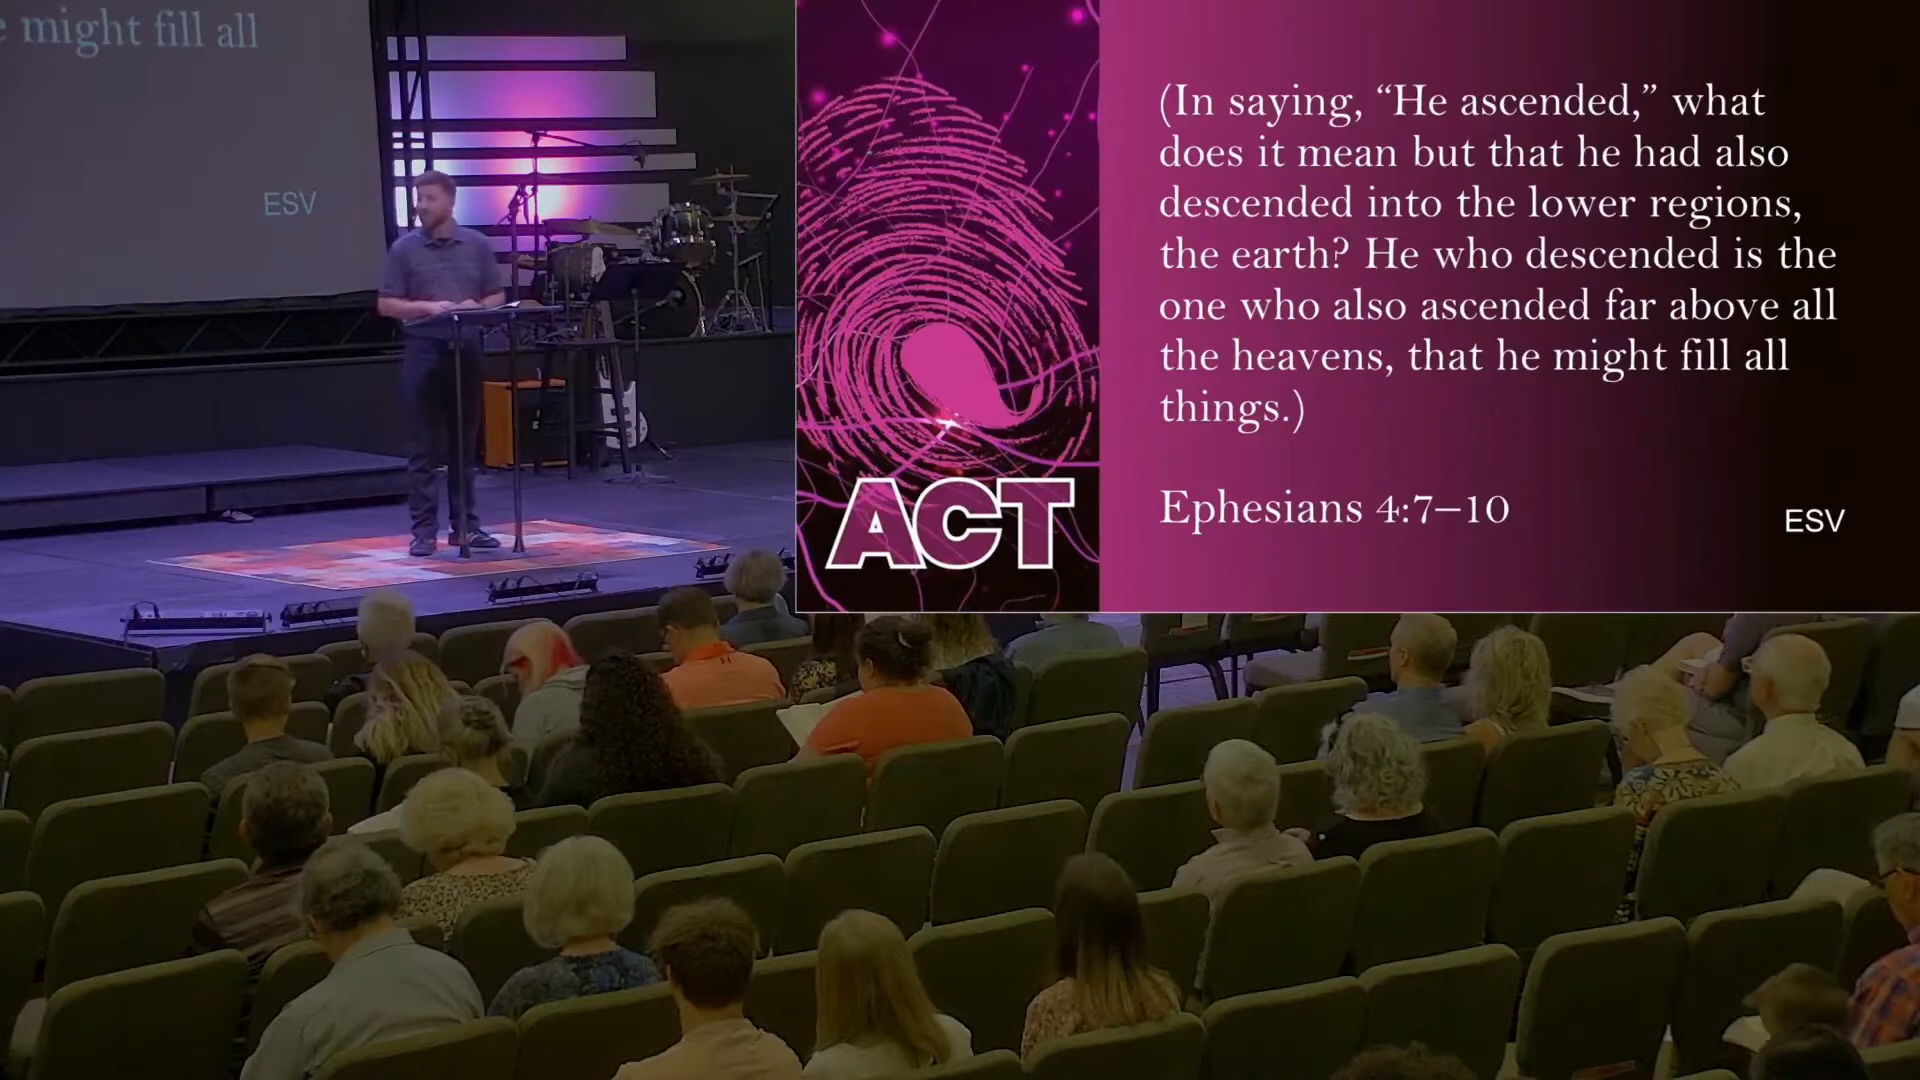 e might fill all
ESV
(In saying, “He ascended,” what
does it mean but that he had also
descended into the lower regions,
the earth? He who descended is the
one who also ascended far above all
the heavens, that he might fill all
things.)
Ephesians 4:7–10
ESV
ACT